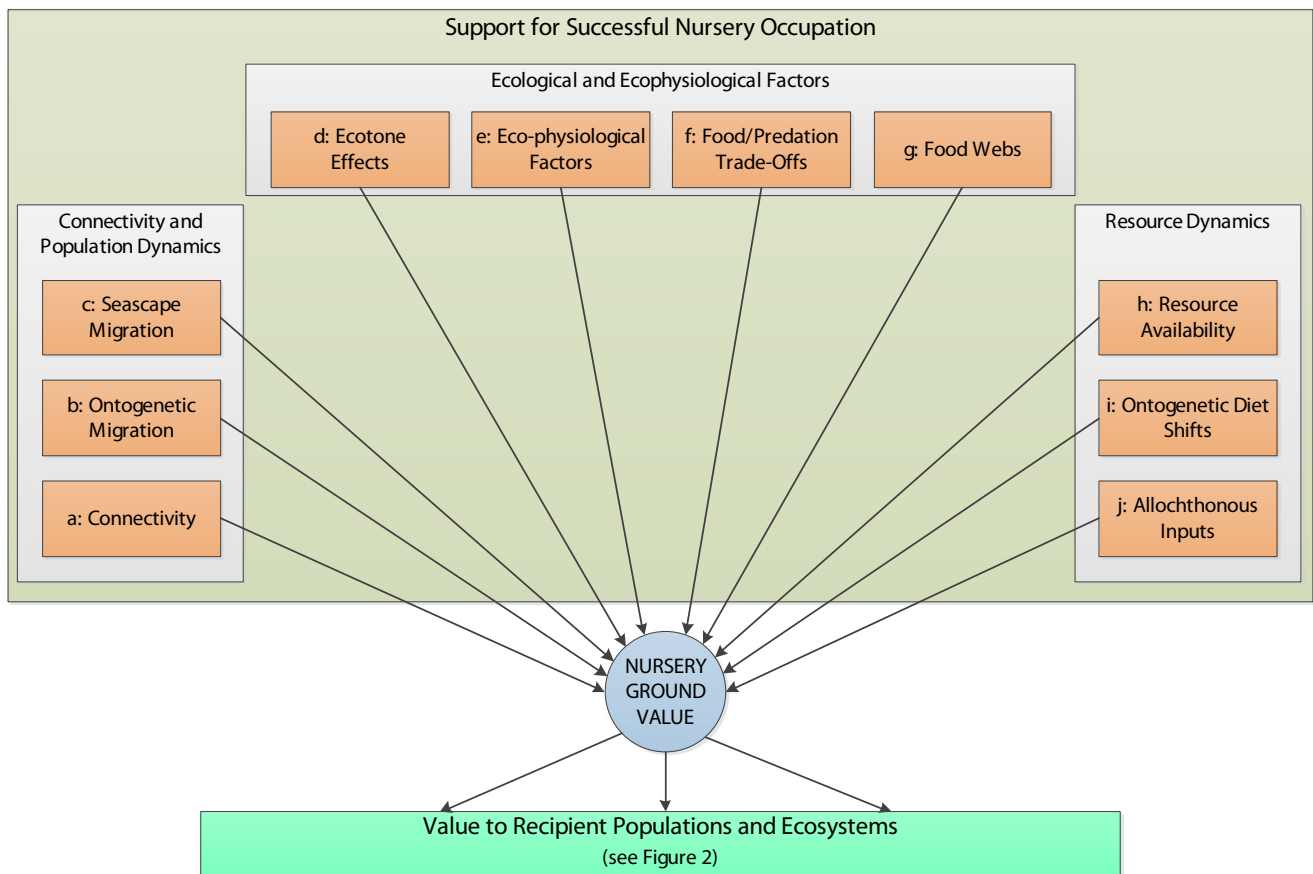 Support for Successful Nursery Occupation
Ecological and Ecophysiological Factors
d: Ecotone
Effects
e: Eco-physiological
Factors
f: Food/Predation
Trade-Offs
g: Food Webs
Connectivity and
Population Dynamics
c: Seascape
Migration
b: Ontogenetic
Migration
a: Connectivity
Resource Dynamics
h: Resource
Availability
i: Ontogenetic Diet
Shifts
j: Allochthonous
Inputs
NURSERY
GROUND
VALUE
Value to Recipient Populations and Ecosystems
(see Figure 2)